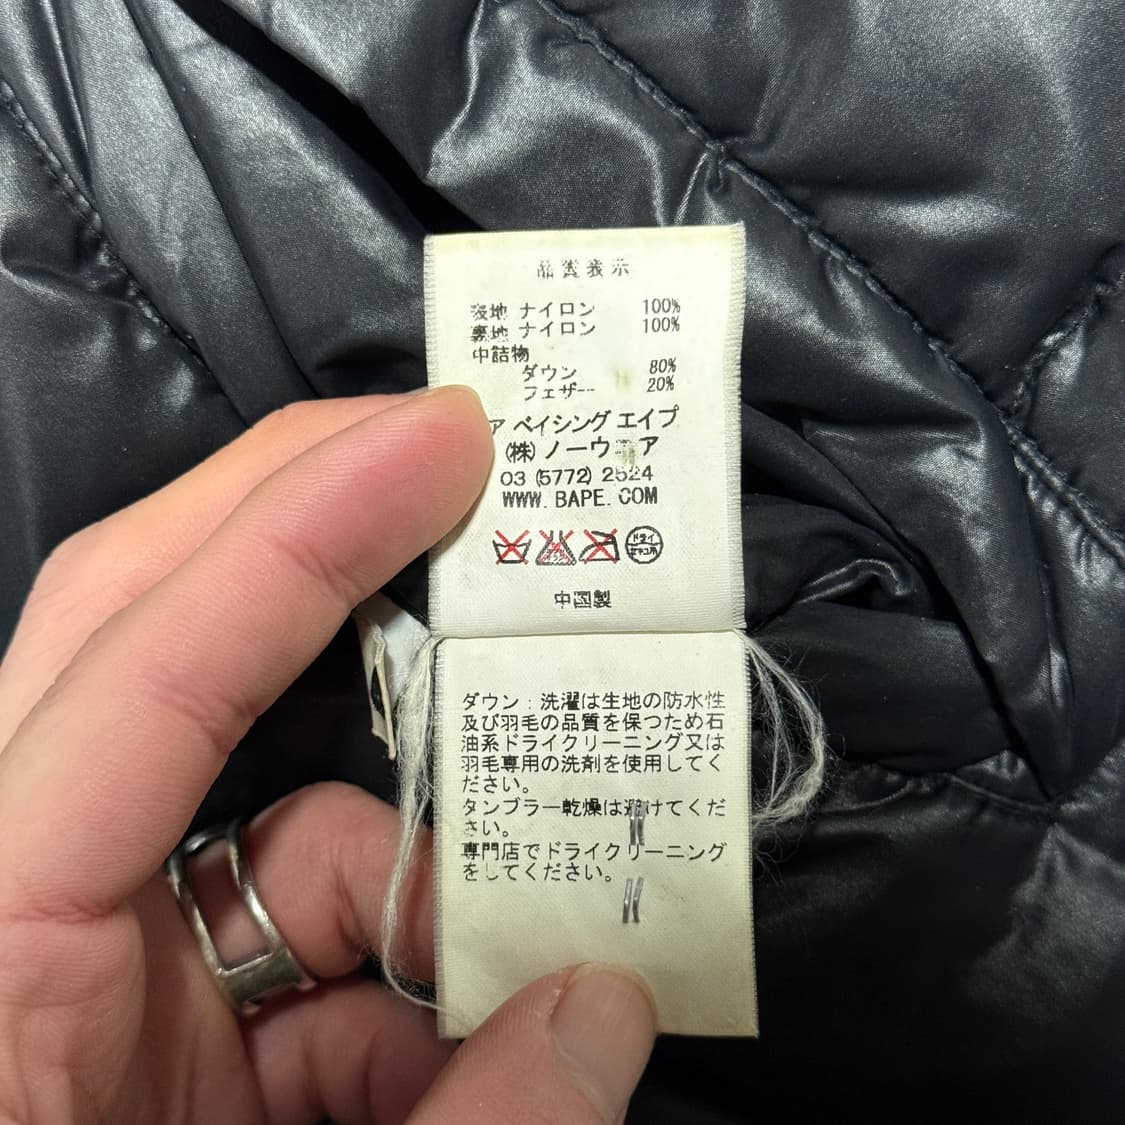 品質表示
表地 ナイロン 100%
裏地 ナイロン 100%
中詰物
ダウン 80%
フェザー 20%
ア ベイシング エイプ
(株) ノーウェア
03 (5772) 2524
WWW. BAPE. COM
ドライ
セキユ系
中国製
ダウン：洗濯は生地の防水性
及び羽毛の品質を保つため石
油系ドライクリーニング又は
羽毛専用の洗剤を使用してく
ださい。
タンブラー乾燥は避けてくだ
さい。
専門店でドライクリーニング
をしてください。